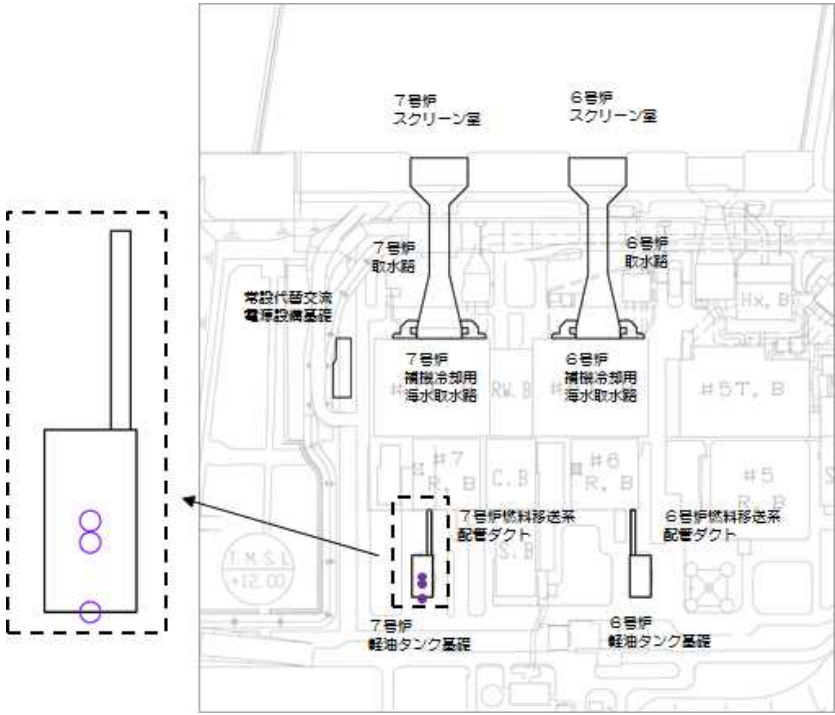 7号炉
スクリーン室
6号炉
スクリーン室
7号炉
取水路
6号炉
取水路
常設代替交流
電源設備基礎
Hx. B
7号炉
補機冷却用
海水取水路
6号炉
補機冷却用
海水取水路
RW. B
#5T. B
#7
R. B
C. B
#6
R. B
#5
R. B
7号炉燃料移送系
配管ダクト
6号炉燃料移送系
配管ダクト
S. B
T.M.S.L
+12.00
7号炉
軽油タンク基礎
6号炉
軽油タンク基礎